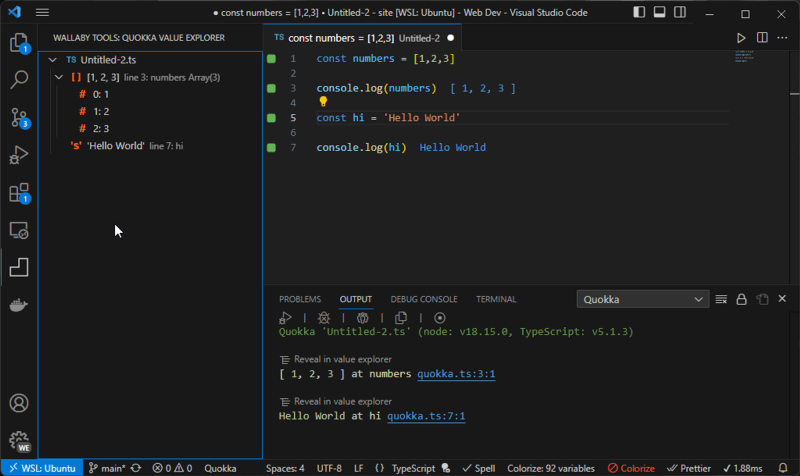 ● const numbers = [1,2,3] • Untitled-2 - site [WSL: Ubuntu] - Web Dev - Visual Studio Code
WALLABY TOOLS: QUOKKA VALUE EXPLORER
TS Untitled-2.ts
[ ] [1, 2, 3] line 3: numbers Array(3)
# 0: 1
# 1: 2
# 2: 3
's' 'Hello World' line 7: hi
1
3
1
WE
TS const numbers = [1,2,3] Untitled-2 ●
1 const numbers = [1,2,3]
2
3 console.log(numbers) [ 1, 2, 3 ]
4
5 const hi = 'Hello World'
6
7 console.log(hi) Hello World
PROBLEMS OUTPUT DEBUG CONSOLE TERMINAL Quokka
Quokka 'Untitled-2.ts' (node: v18.15.0, TypeScript: v5.1.3)
Reveal in value explorer
[ 1, 2, 3 ] at numbers quokka.ts:3:1
Reveal in value explorer
Hello World at hi quokka.ts:7:1
WSL: Ubuntu main* 0 0 Quokka Spaces: 4 UTF-8 LF {} TypeScript Spell Colorize: 92 variables Colorize Prettier 1.88ms